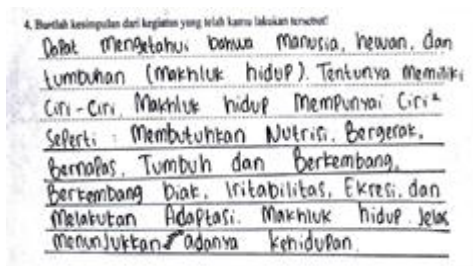 4. Buatlah kesimpulan dari kegiatan yang telah kamu lakukan tersebut!
Dapat mengetahui bahwa manusia, hewan, dan
tumbuhan (makhluk hidup). Tentunya memiliki
ciri-ciri. Makhluk hidup mempunyai ciri²
seperti : Membutuhkan Nutrisi, Bergerak,
Bernapas, Tumbuh dan Berkembang,
Berkembang biak, Iritabilitas, Ekresi, dan
Melakukan Adaptasi. Makhluk hidup jelas
menunjukkan adanya kehidupan.